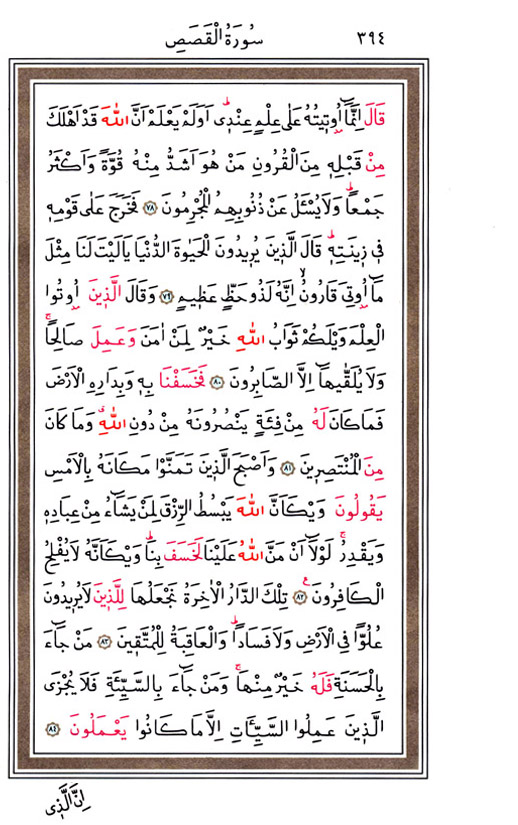 ٣٩٤
سُورَةُ الْقَصَصِ
قَالَ اِنَّمَٓا اُو۫ت۪يتُهُ عَلٰى عِلْمٍ عِنْد۪يۜ اَوَلَمْ يَعْلَمْ اَنَّ اللّٰهَ قَدْ اَهْلَكَ
مِنْ قَبْلِه۪ مِنَ الْقُرُونِ مَنْ هُوَ اَشَدُّ مِنْهُ قُوَّةً وَاَكْثَرُ
جَمْعًاۜ وَلَا يُسْـَٔلُ عَنْ ذُنُوبِهِمُ الْمُجْرِمُونَ ﴿٧٨﴾ فَخَرَجَ عَلٰى قَوْمِه۪
ف۪ي ز۪ينَتِه۪ۜ قَالَ الَّذ۪ينَ يُر۪يدُونَ الْحَيٰوةَ الدُّنْيَا يَالَيْتَ لَنَا مِثْلَ
مَٓا اُو۫تِيَ قَارُونُۙ اِنَّهُ لَذُو حَظٍّ عَظ۪يمٍ ﴿٧٩﴾ وَقَالَ الَّذ۪ينَ اُو۫تُوا
الْعِلْمَ وَيْلَكُمْ ثَوَابُ اللّٰهِ خَيْرٌ لِمَنْ اٰمَنَ وَعَمِلَ صَالِحًاۚ
وَلَا يُلَقّٰيهَٓا اِلَّا الصَّابِرُونَ ﴿٨٠﴾ فَخَسَفْنَا بِه۪ وَبِدَارِهِ الْاَرْضَ
فَمَا كَانَ لَهُ مِنْ فِئَةٍ يَنْصُرُونَهُ مِنْ دُونِ اللّٰهِۗ وَمَا كَانَ
مِنَ الْمُنْتَصِر۪ينَ ﴿٨١﴾ وَاَصْبَحَ الَّذ۪ينَ تَمَنَّوْا مَكَانَهُ بِالْاَمْسِ
يَقُولُونَ وَيْكَاَنَّ اللّٰهَ يَبْسُطُ الرِّزْقَ لِمَنْ يَشَٓاءُ مِنْ عِبَادِه۪
وَيَقْدِرُۚ لَوْلَٓا اَنْ مَنَّ اللّٰهُ عَلَيْنَا لَخَسَفَ بِنَاۜ وَيْكَاَنَّهُ لَا يُفْلِحُ
الْكَافِرُونَ۟ ﴿٨٢﴾ تِلْكَ الدَّارُ الْاٰخِرَةُ نَجْعَلُهَا لِلَّذ۪ينَ لَا يُر۪يدُونَ
عُلُوًّا فِي الْاَرْضِ وَلَا فَسَادًاۜ وَالْعَاقِبَةُ لِلْمُتَّق۪ينَ ﴿٨٣﴾ مَنْ جَٓاءَ
بِالْحَسَنَةِ فَلَهُ خَيْرٌ مِنْهَاۚ وَمَنْ جَٓاءَ بِالسَّيِّئَةِ فَلَا يُجْزَى
الَّذ۪ينَ عَمِلُوا السَّيِّـَٔاتِ اِلَّا مَا كَانُوا يَعْمَلُونَ ﴿٨٤﴾
اِنَّ الَّذ۪ي